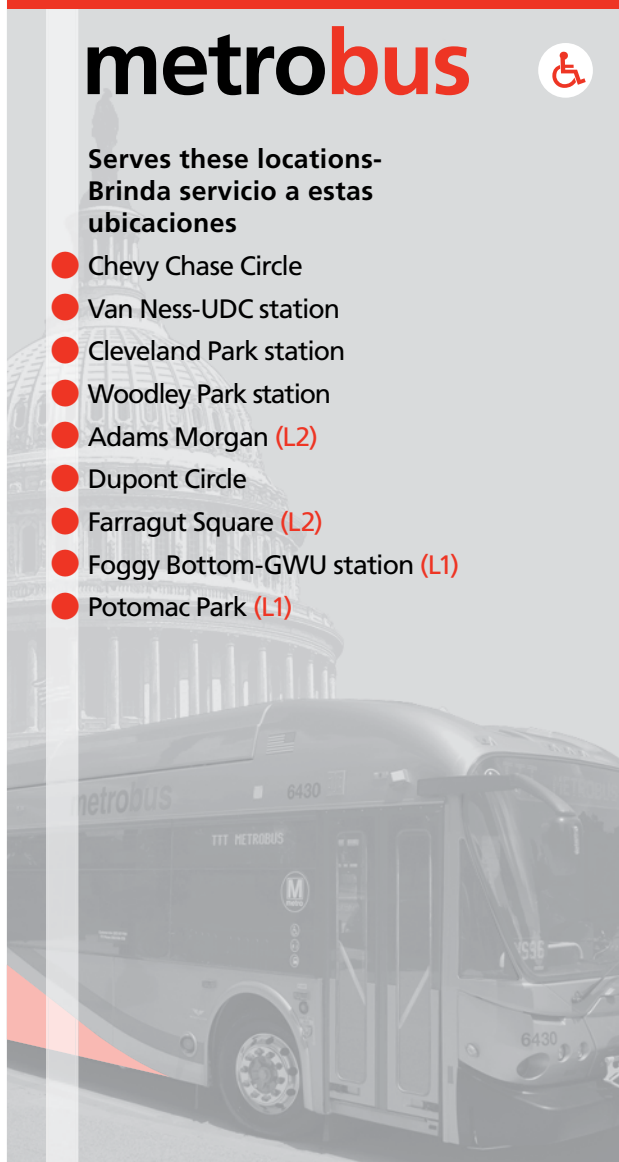 metrobus
Serves these locations-
Brinda servicio a estas
ubicaciones
Chevy Chase Circle
Van Ness-UDC station
Cleveland Park station
Woodley Park station
Adams Morgan (L2)
Dupont Circle
Farragut Square (L2)
Foggy Bottom-GWU station (L1)
Potomac Park (L1)
metrobus
6430
TTT METROBUS
M
metro
6430